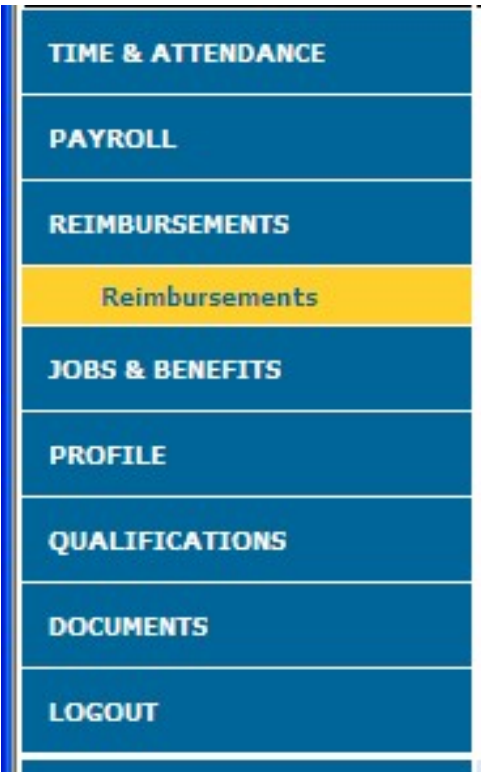 TIME & ATTENDANCE
PAYROLL
REIMBURSEMENTS
Reimbursements
JOBS & BENEFITS
PROFILE
QUALIFICATIONS
DOCUMENTS
LOGOUT